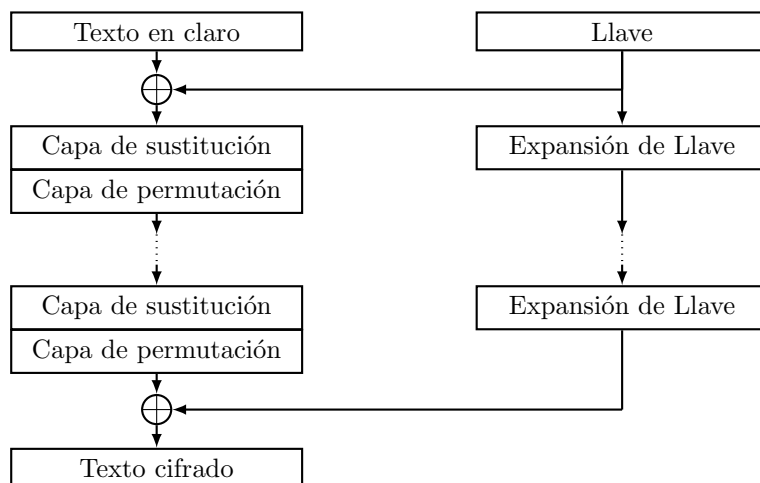 Texto en claro
Llave
Capa de sustitución
Expansión de Llave
Capa de permutación
Capa de sustitución
Expansión de Llave
Capa de permutación
Texto cifrado